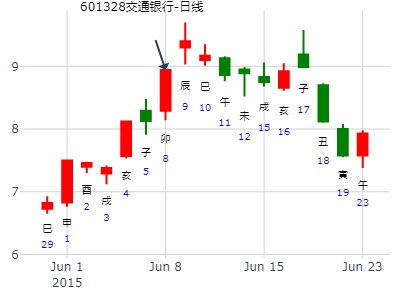 601328交通银行-日线
9
8
7
6
巳
29
申
1
酉
2
戌
3
亥
4
子
5
卯
8
辰
9
巳
10
午
11
未
12
戌
15
亥
16
子
17
丑
18
寅
19
午
23
Jun 1
2015
Jun 8
Jun 15
Jun 23